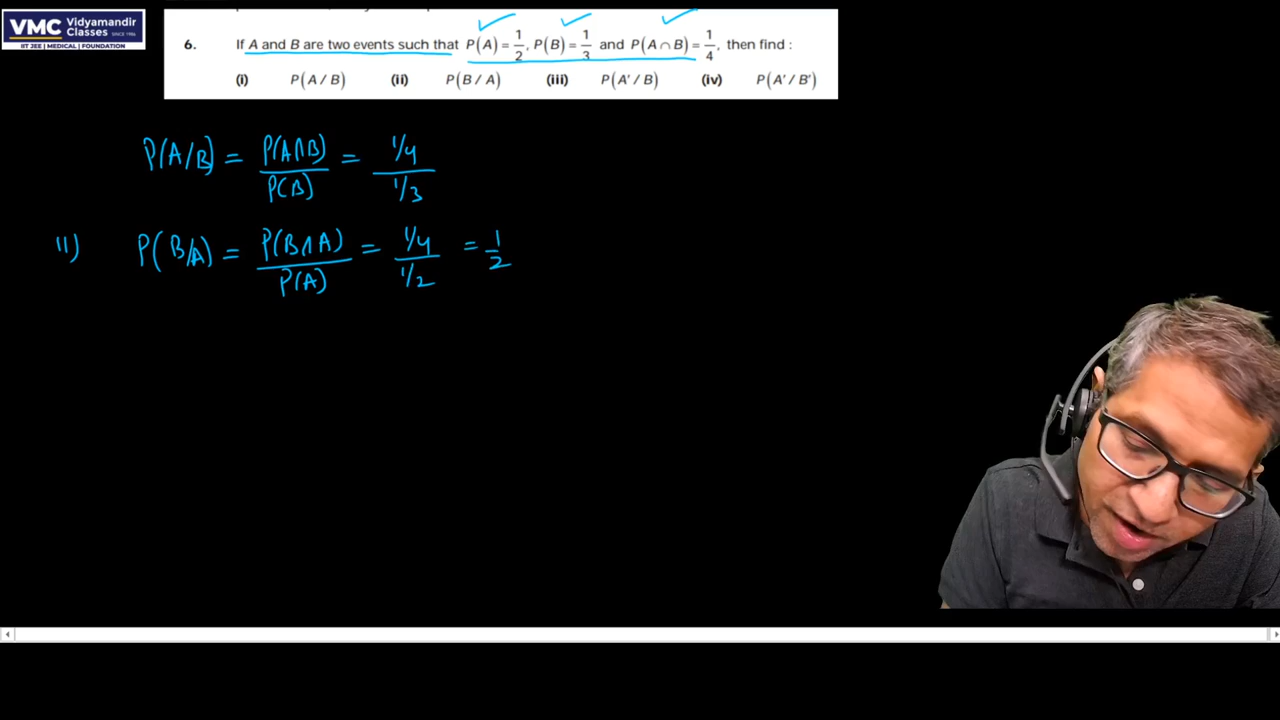 VMC Vidyamandir Classes SINCE 1986
IIT JEE | MEDICAL | FOUNDATION
6. If A and B are two events such that P(A) = 1/2, P(B) = 1/3 and P(A ∩ B) = 1/4, then find :
(i) P(A / B) (ii) P(B / A) (iii) P(A' / B) (iv) P(A' / B')
P(A/B) = P(A∩B) / P(B) = 1/4 / 1/3
11) P(B/A) = P(B∩A) / P(A) = 1/4 / 1/2 = 1/2